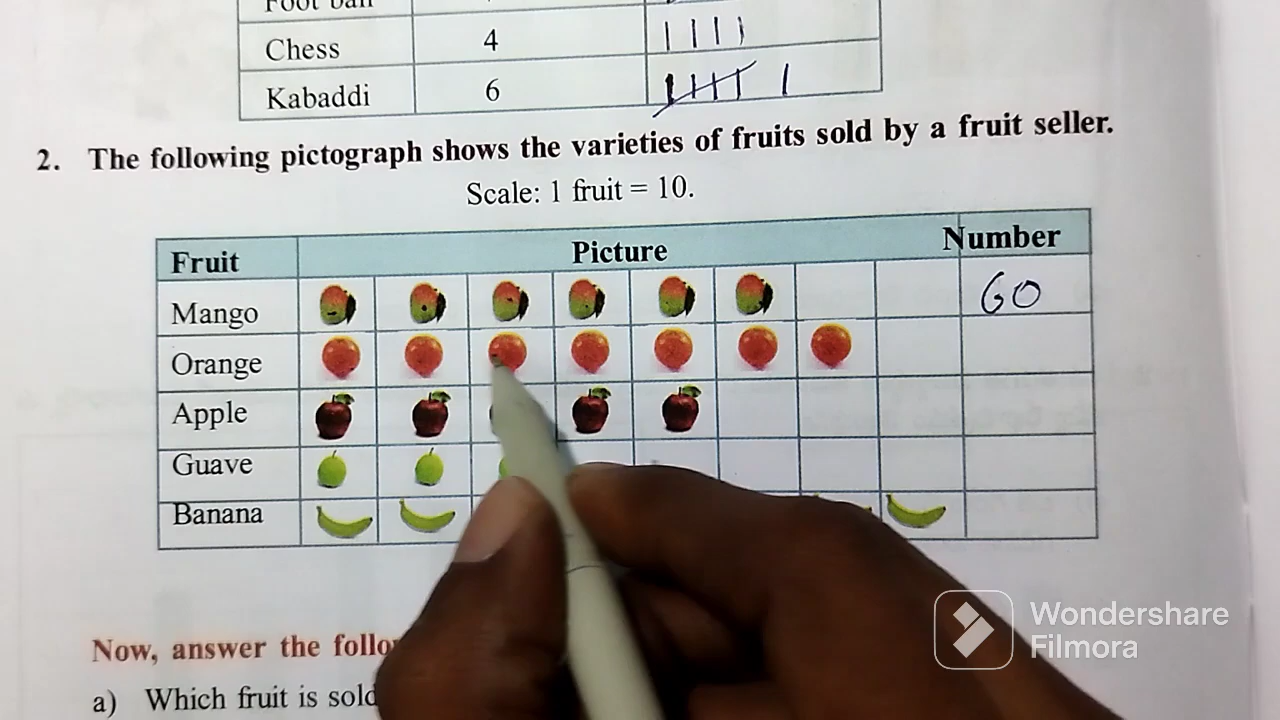 Foot ball
Chess 4 ||||
Kabaddi 6
2. The following pictograph shows the varieties of fruits sold by a fruit seller.
Scale: 1 fruit = 10.
Fruit Picture Number
Mango 60
Orange
Apple
Guave
Banana
Now, answer the follo
a) Which fruit is sold
Wondershare
Filmora